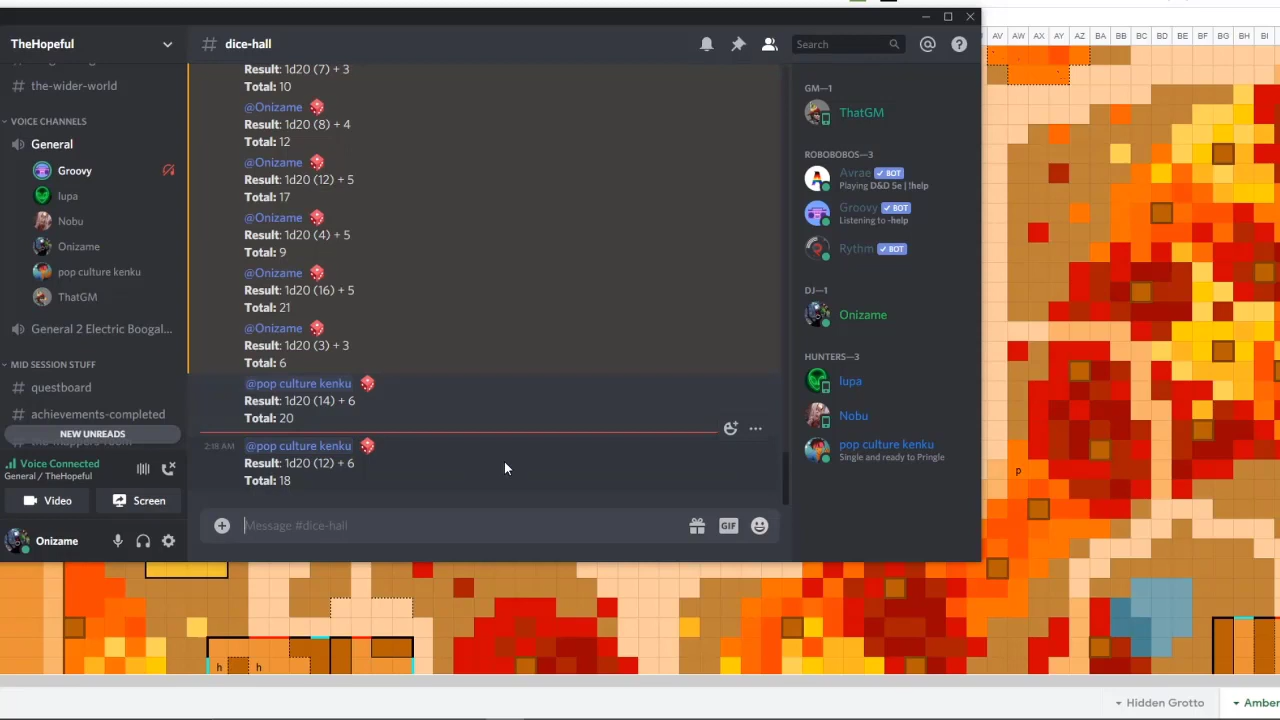 TheHopeful
# dice-hall
Search
# the-wider-world
VOICE CHANNELS
General
Groovy
lupa
Nobu
Onizame
pop culture kenku
ThatGM
General 2 Electric Boogal...
MID SESSION STUFF
# questboard
# achievements-completed
NEW UNREADS
Voice Connected
General / TheHopeful
Video
Screen
Onizame
Result: 1d20 (7) + 3
Total: 10
@Onizame
Result: 1d20 (8) + 4
Total: 12
@Onizame
Result: 1d20 (12) + 5
Total: 17
@Onizame
Result: 1d20 (4) + 5
Total: 9
@Onizame
Result: 1d20 (16) + 5
Total: 21
@Onizame
Result: 1d20 (3) + 3
Total: 6
@pop culture kenku
Result: 1d20 (14) + 6
Total: 20
2:18 AM @pop culture kenku
Result: 1d20 (12) + 6
Total: 18
Message #dice-hall
GIF
GM—1
ThatGM
ROBOBOBOS—3
Avrae BOT
Playing D&D 5e | !help
Groovy BOT
Listening to -help
Rythm BOT
DJ—1
Onizame
HUNTERS—3
lupa
Nobu
pop culture kenku
Single and ready to Pringle
AV AW AX AY AZ BA BB BC BD BE BF BG BH BI
p
h h
Hidden Grotto
Amber